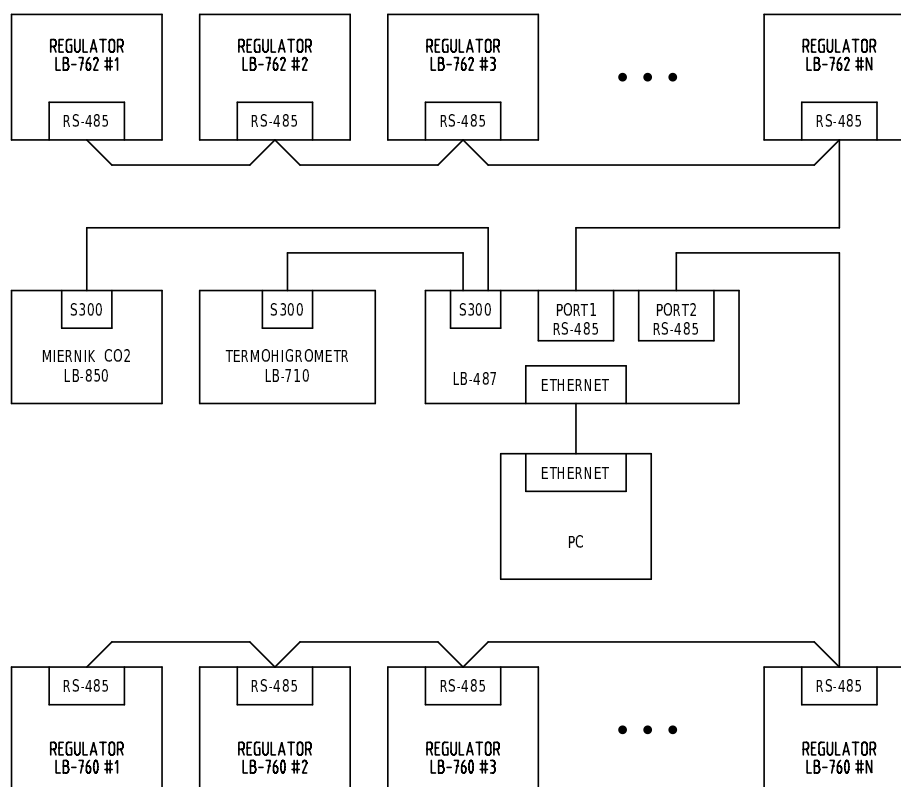 REGULATOR
LB-762 #1
RS-485
REGULATOR
LB-762 #2
RS-485
REGULATOR
LB-762 #3
RS-485
REGULATOR
LB-762 #N
RS-485
S300
MIERNIK CO2
LB-850
S300
TERMOHIGROMETR
LB-710
S300
PORT1
RS-485
PORT2
RS-485
LB-487
ETHERNET
ETHERNET
PC
RS-485
REGULATOR
LB-760 #1
RS-485
REGULATOR
LB-760 #2
RS-485
REGULATOR
LB-760 #3
RS-485
REGULATOR
LB-760 #N